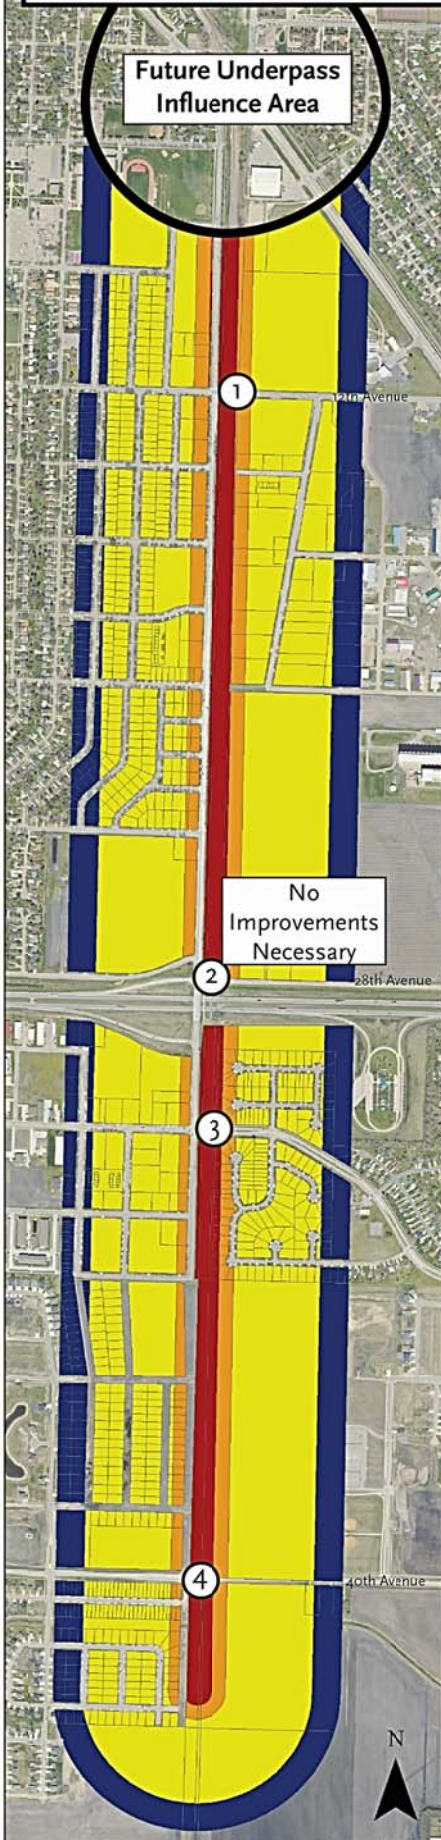 Future Underpass
Influence Area
1
12th Avenue
No
Improvements
Necessary
2
28th Avenue
3
4
40th Avenue
N